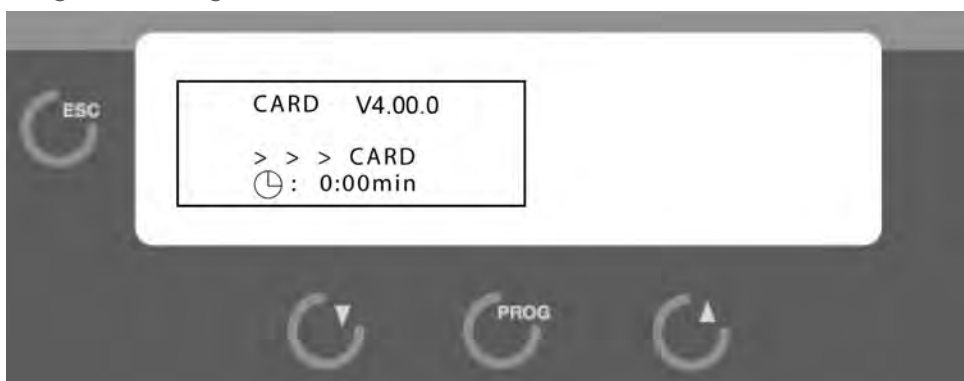 ESC
CARD V4.00.0
> > > CARD
: 0:00min
▼ PROG ▲